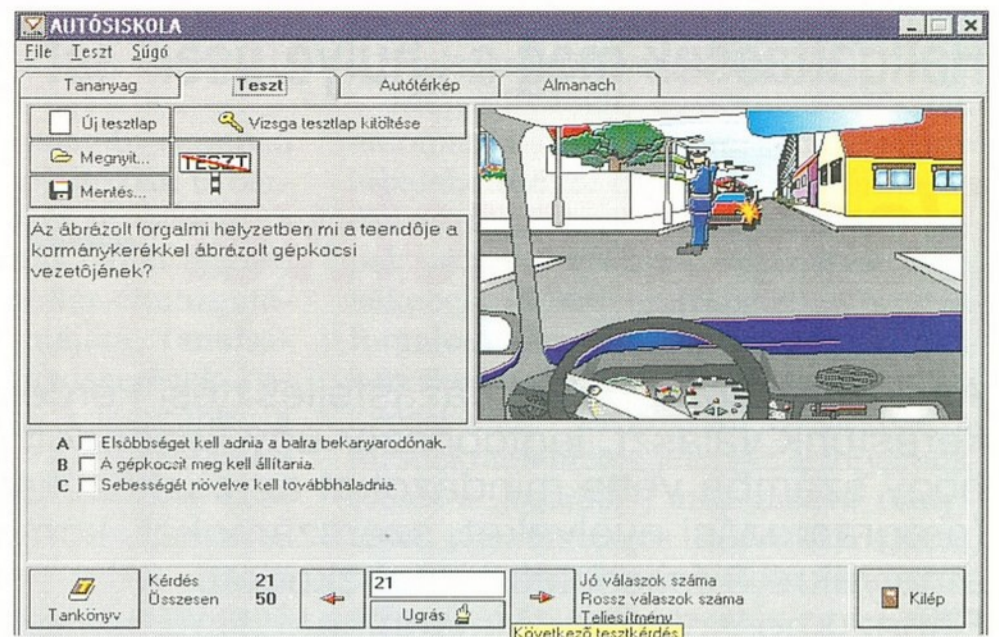 AUTÓSISKOLA
File Teszt Súgó
Tananyag Teszt Autótérkép Almanach
Új tesztlap Vizsga tesztlap kitöltése
Megnyit... TESZT
Mentés...
Az ábrázolt forgalmi helyzetben mi a teendője a
kormánykerékkel ábrázolt gépkocsi
vezetőjének?
A Elsőbbséget kell adnia a balra bekanyarodónak.
B A gépkocsit meg kell állítania.
C Sebességét növelve kell továbbhaladnia.
Tankönyv
Kérdés 21
Összesen 50
21
Ugrás
Jó válaszok száma
Rossz válaszok száma
Teljesítmény
Következő tesztkérdés
Kilép